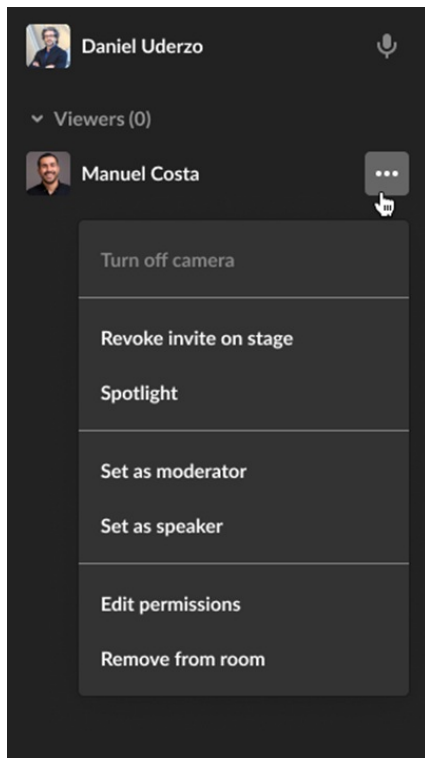 Daniel Uderzo
Viewers (0)
Manuel Costa
Turn off camera
Revoke invite on stage
Spotlight
Set as moderator
Set as speaker
Edit permissions
Remove from room